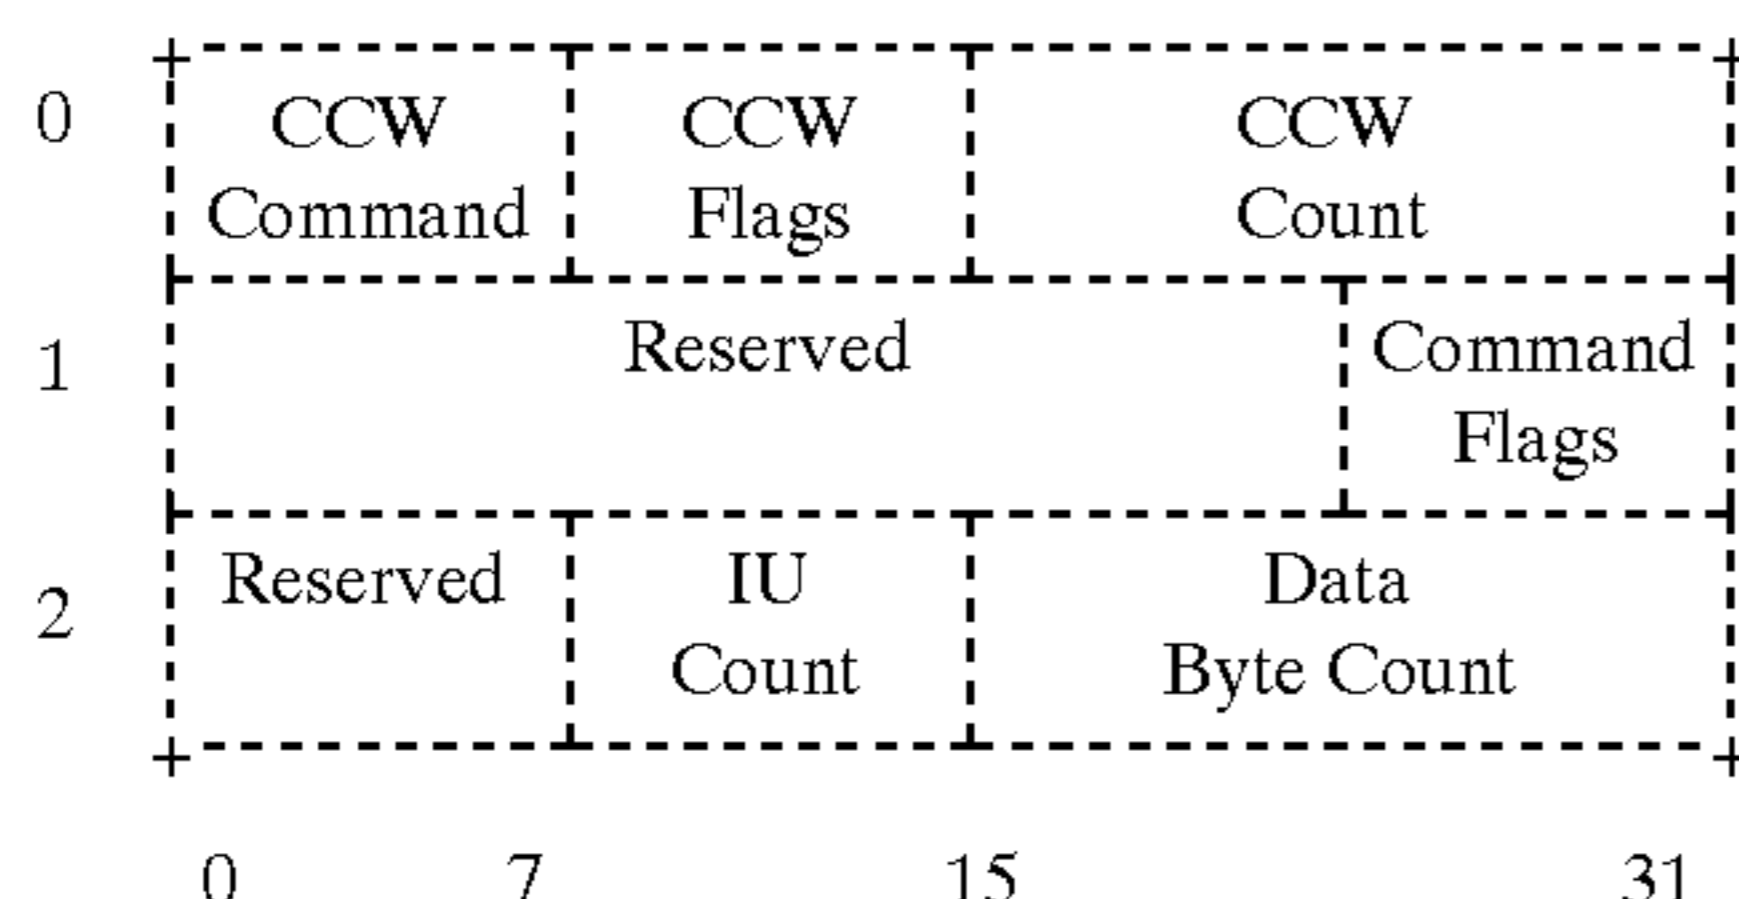 0
CCW
Command
CCW
Flags
CCW
Count
1
Reserved
Command
Flags
2
Reserved
IU
Count
Data
Byte Count
0 7 15 31